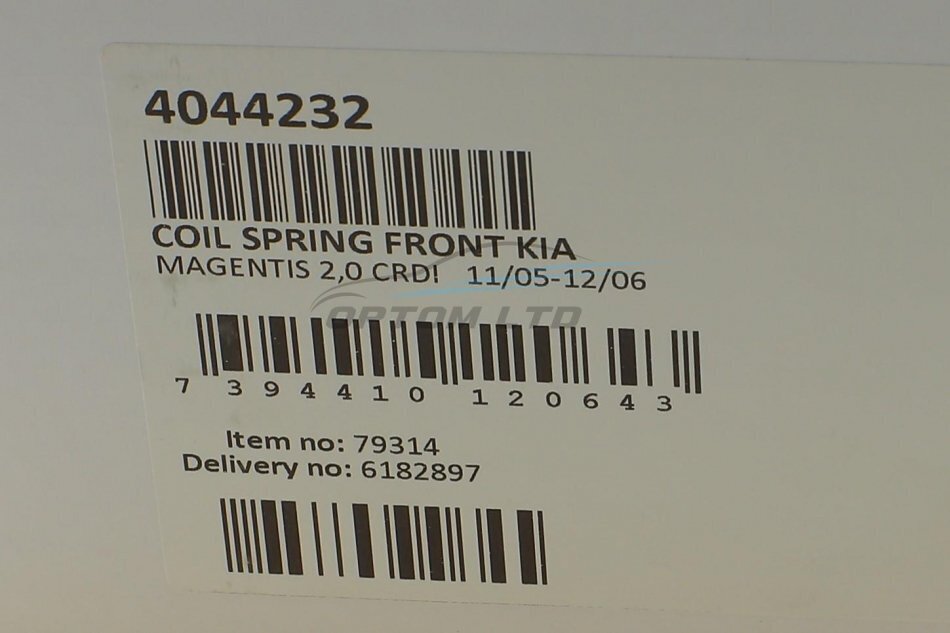 4044232
COIL SPRING FRONT KIA
MAGENTIS 2,0 CRDI 11/05-12/06
OPTOM LTD
7 394410 120643
Item no: 79314
Delivery no: 6182897